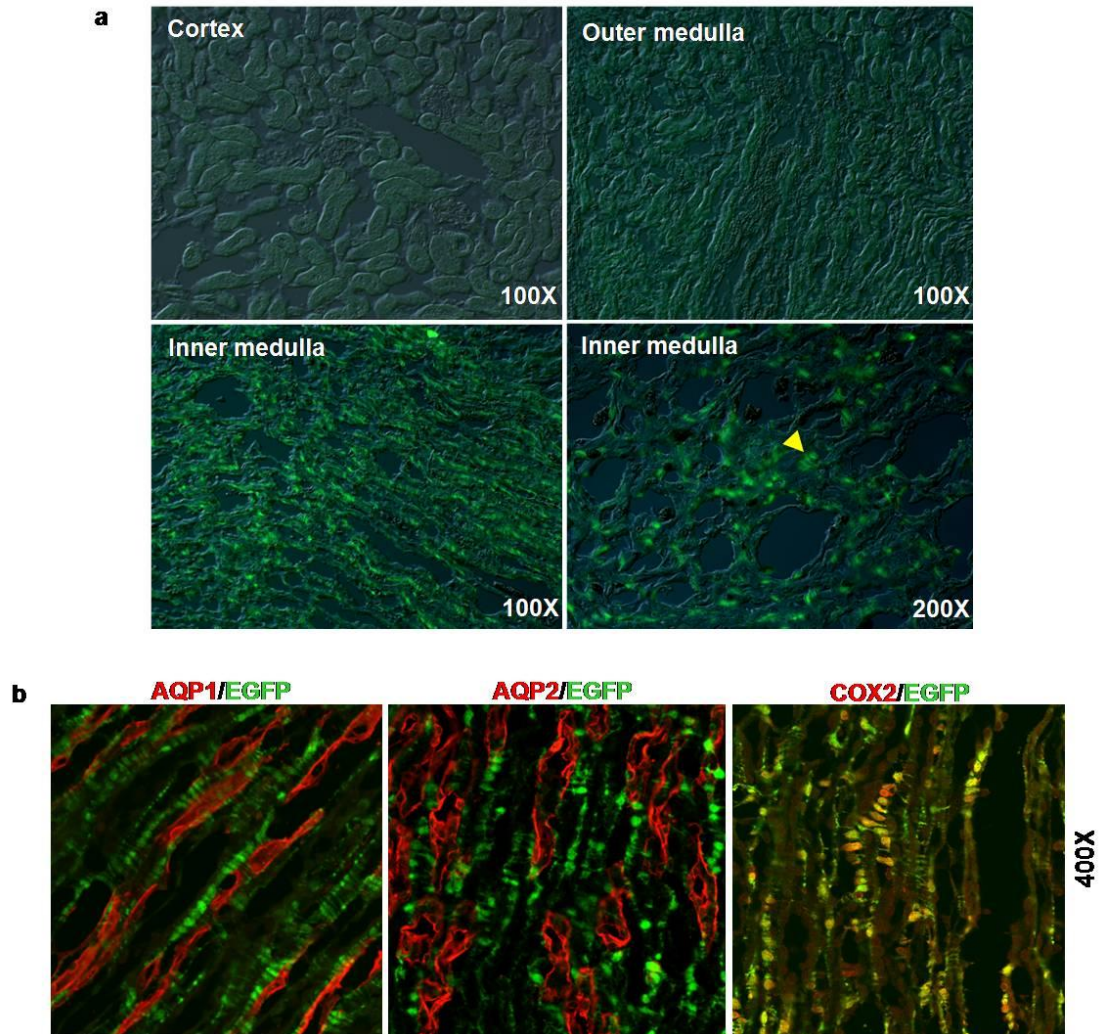 a
Cortex
100X
Outer medulla
100X
Inner medulla
100X
Inner medulla
200X
b
AQP1/EGFP
AQP2/EGFP
COX2/EGFP
400X